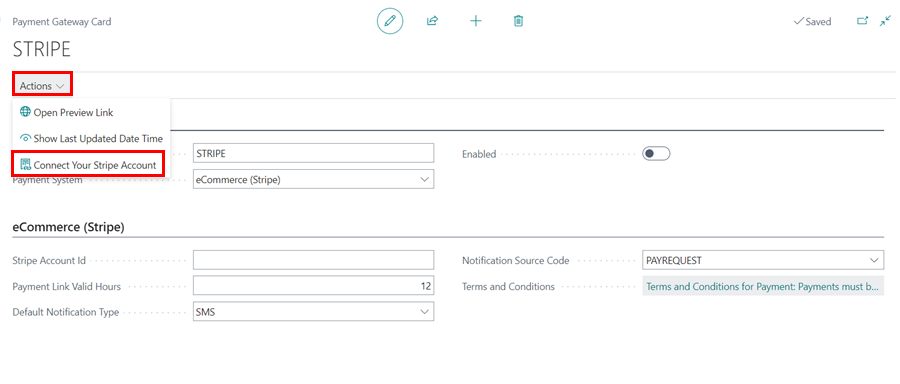 Payment Gateway Card
Saved
STRIPE
Actions
Open Preview Link
Show Last Updated Date Time
Connect Your Stripe Account
STRIPE
Enabled
Payment System
eCommerce (Stripe)
eCommerce (Stripe)
Stripe Account Id
Notification Source Code
PAYREQUEST
Payment Link Valid Hours
12
Terms and Conditions
Terms and Conditions for Payment: Payments must b...
Default Notification Type
SMS